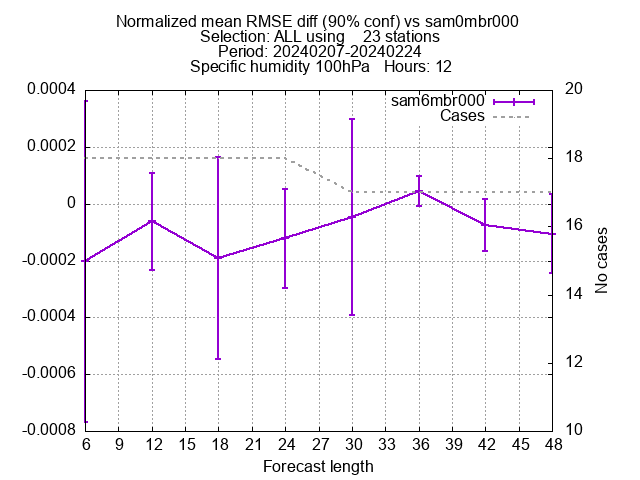 Normalized mean RMSE diff (90% conf) vs sam0mbr000
Selection: ALL using    23 stations
Period: 20240207-20240224
Specific humidity 100hPa   Hours: 12
sam6mbr000
Cases
0.0004
0.0002
0
-0.0002
-0.0004
-0.0006
-0.0008
20
18
16
14
12
10
No cases
6 9 12 15 18 21 24 27 30 33 36 39 42 45 48
Forecast length